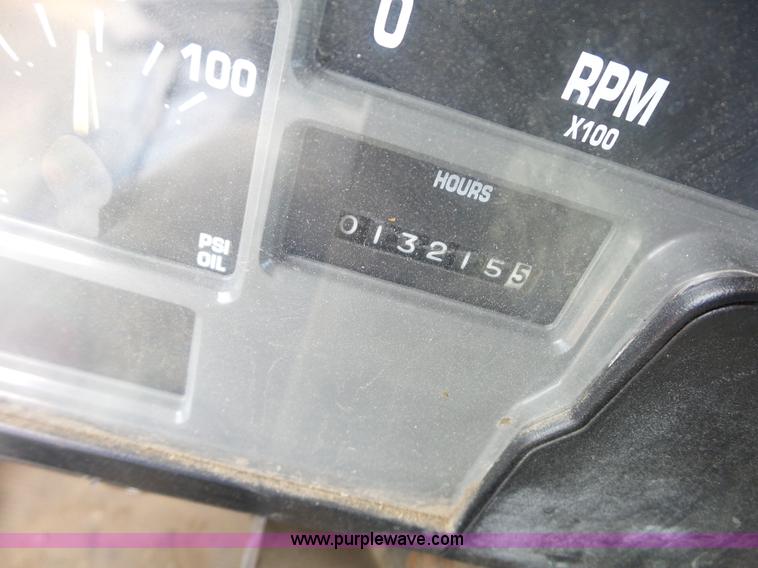 0
100
RPM
X100
HOURS
0132155
PSI
OIL
www.purplewave.com